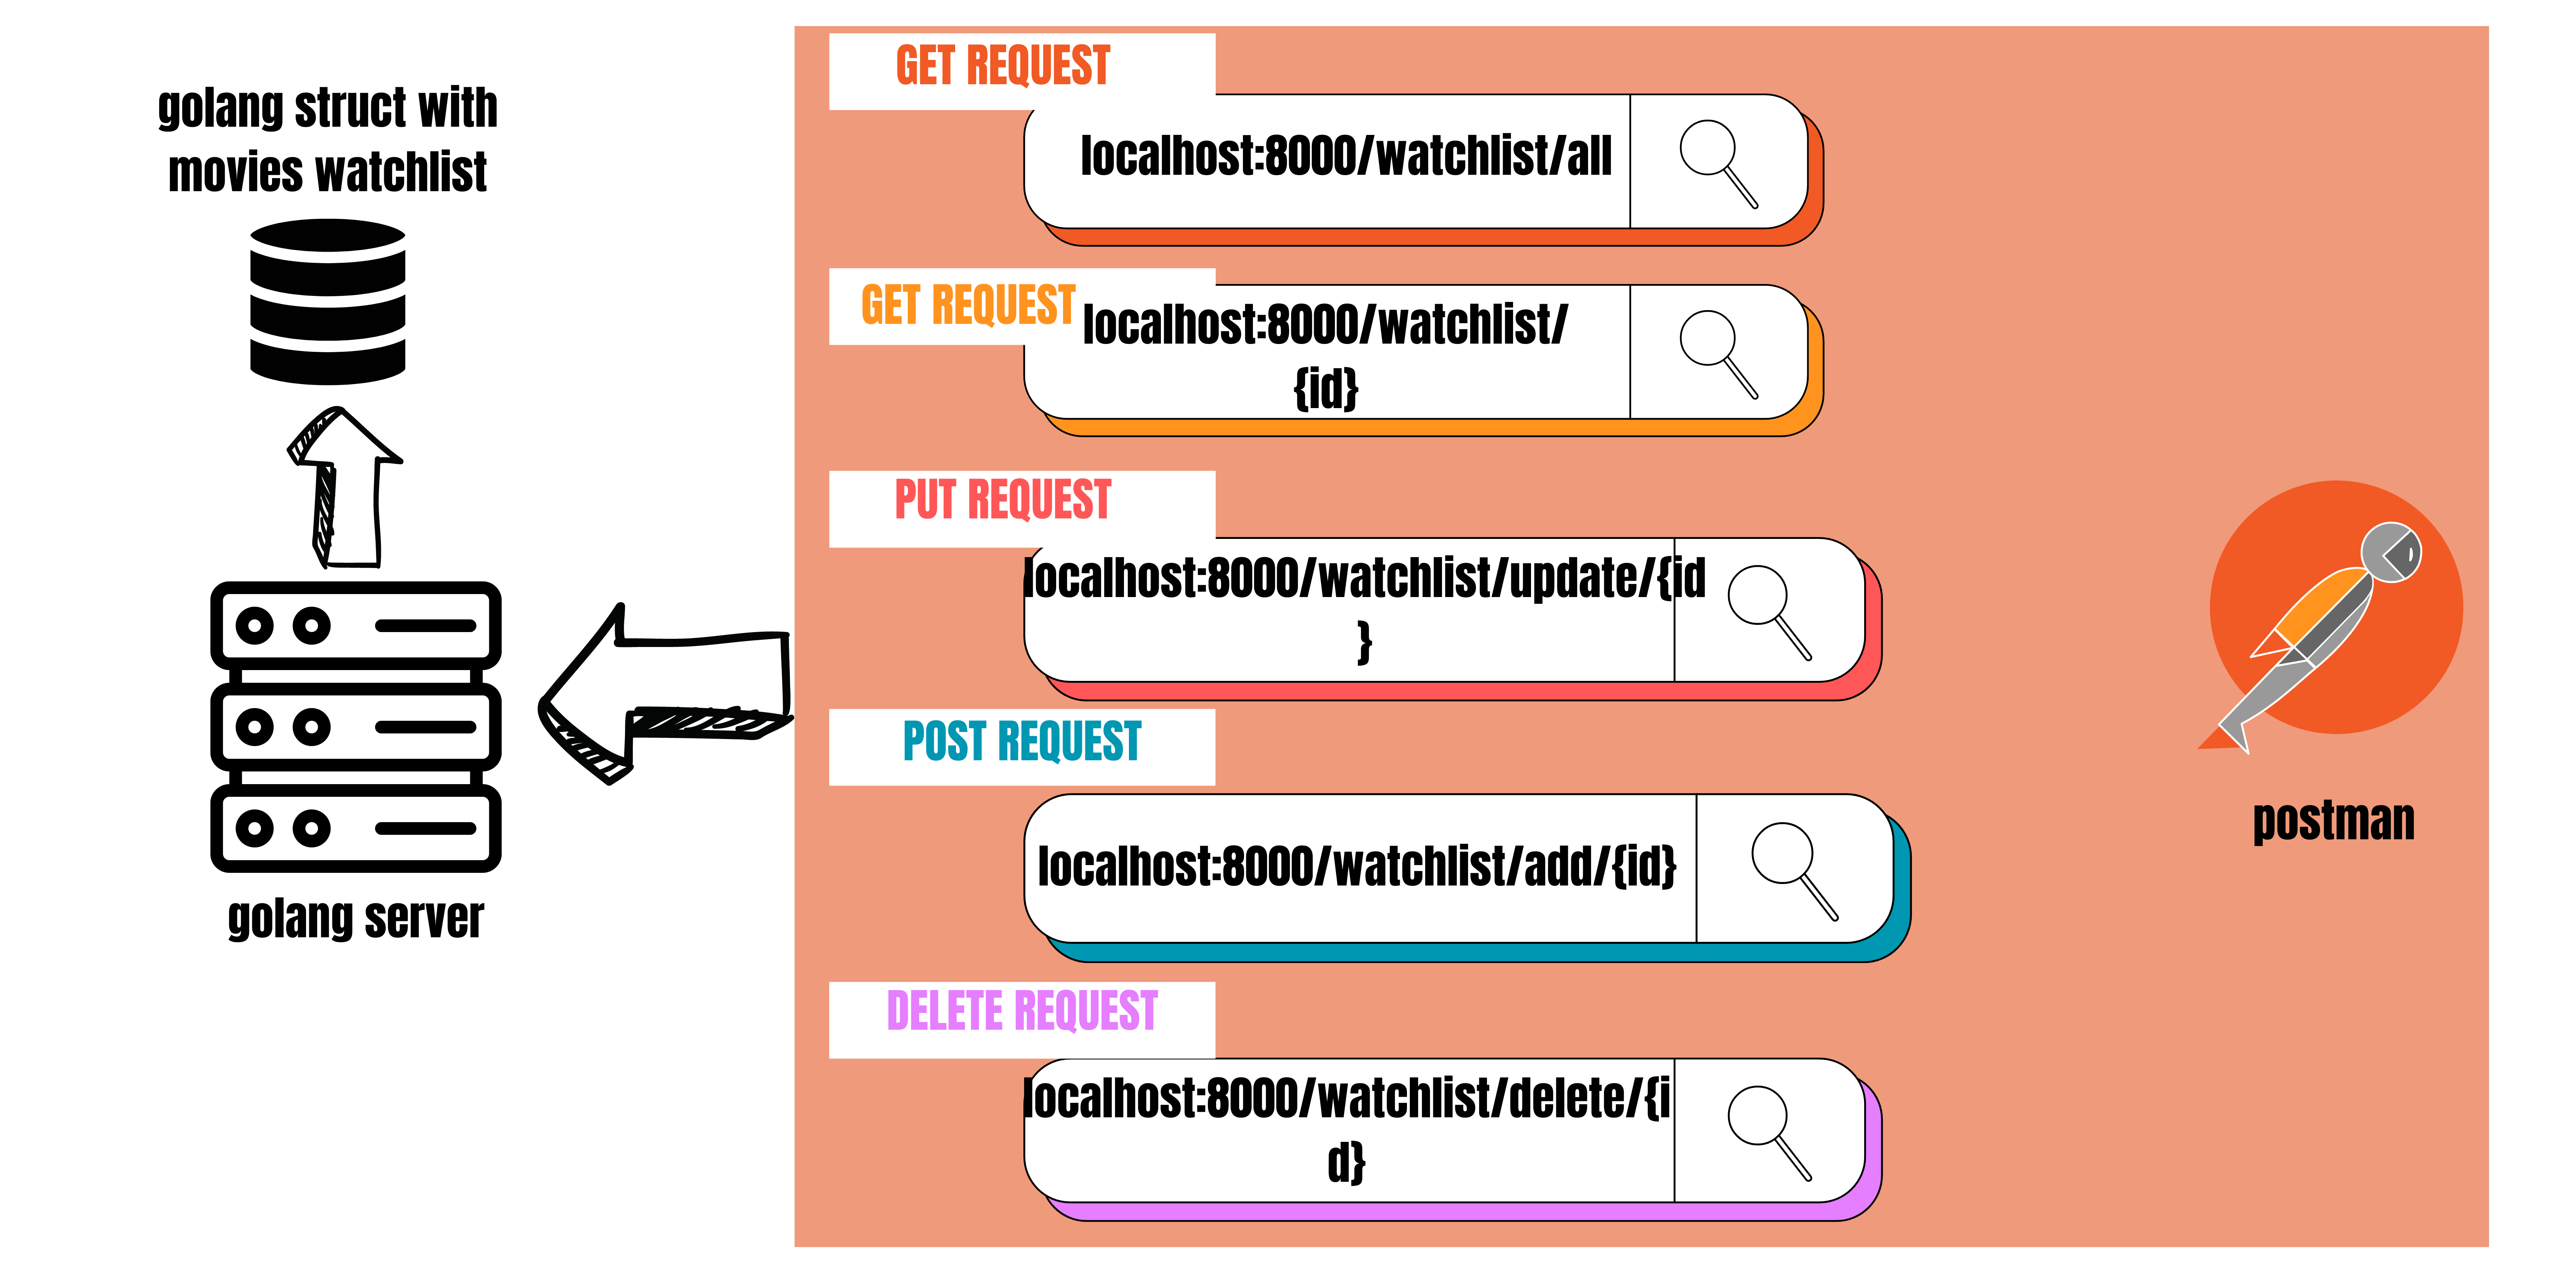 golang struct with
movies watchlist
golang server
GET REQUEST
localhost:8000/watchlist/all
GET REQUEST
localhost:8000/watchlist/
{id}
PUT REQUEST
localhost:8000/watchlist/update/{id
}
POST REQUEST
localhost:8000/watchlist/add/{id}
DELETE REQUEST
localhost:8000/watchlist/delete/{i
d}
postman